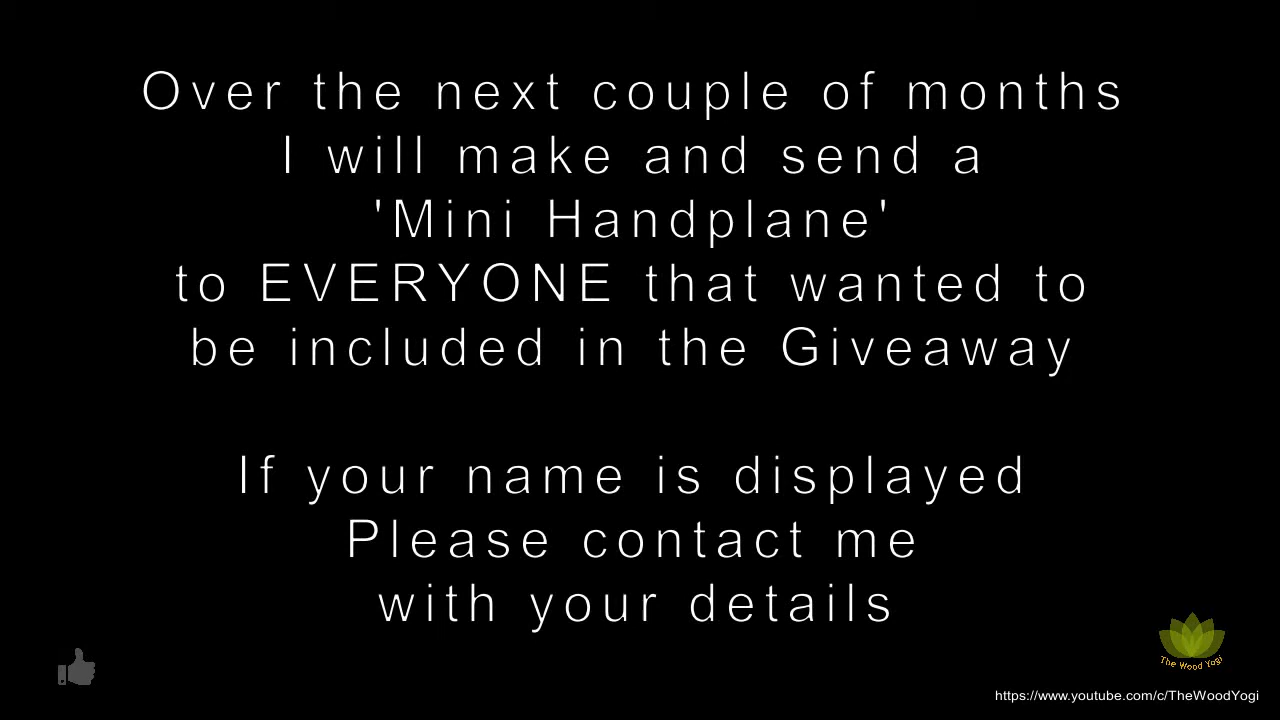 Over the next couple of months
I will make and send a
'Mini Handplane'
to EVERYONE that wanted to
be included in the Giveaway
If your name is displayed
Please contact me
with your details
The Wood Yogi
https://www.youtube.com/c/TheWoodYogi